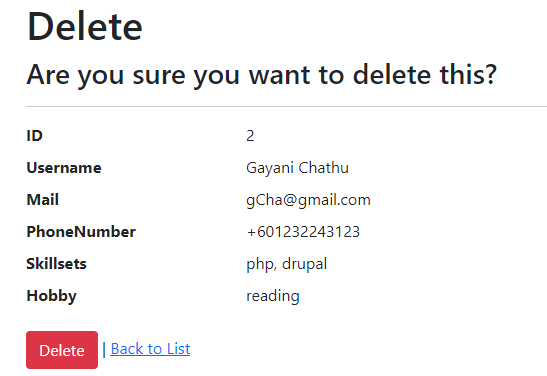 Delete
Are you sure you want to delete this?
ID 2
Username Gayani Chathu
Mail gCha@gmail.com
PhoneNumber +601232243123
Skillsets php, drupal
Hobby reading
Delete | Back to List